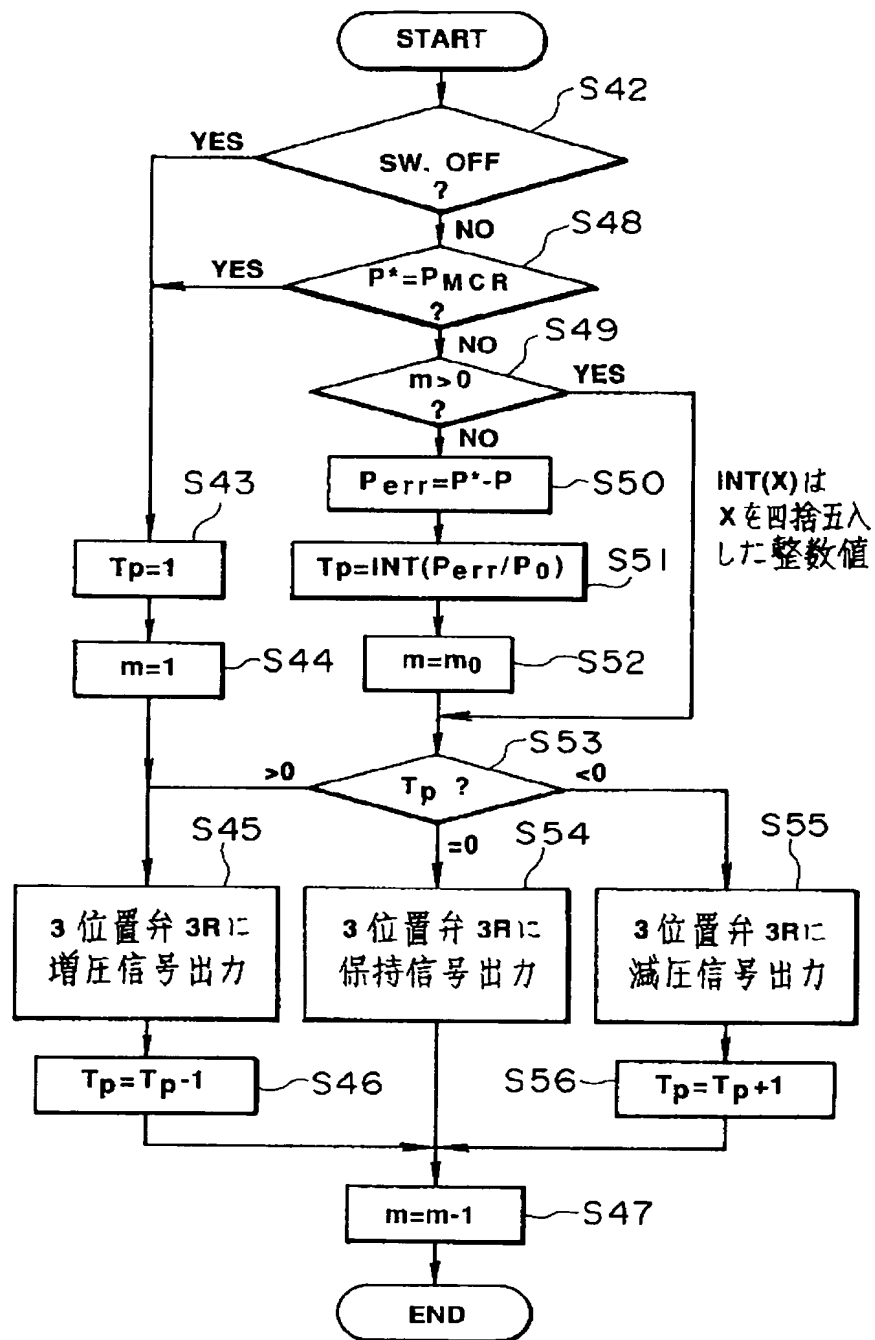 START
S42
YES
SW. OFF
?
NO
S48
YES
P*=PMCR
?
NO
S49
m>0
YES
?
NO
Perr=P*-P
S50
INT(X)は
Xを四捨五入
した整数値
S43
Tp=1
Tp=INT(Perr/P0)
S51
m=1
S44
m=m0
S52
S53
>0
Tp ?
<0
=0
S45
S54
S55
3位置弁3Rに
増圧信号出力
3位置弁3Rに
保持信号出力
3位置弁3Rに
減圧信号出力
Tp=Tp-1
S46
S56
Tp=Tp+1
m=m-1
S47
END